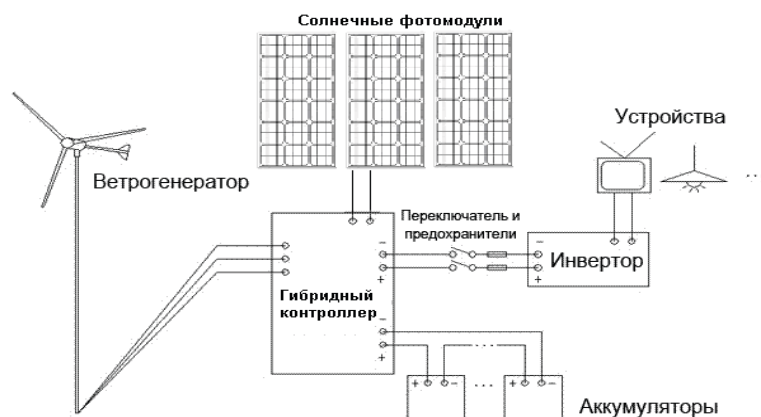 Солнечные фотомодули
Устройства
Ветрогенератор
Переключатель и
предохранители
Инвертор
Гибридный
контроллер
Аккумуляторы